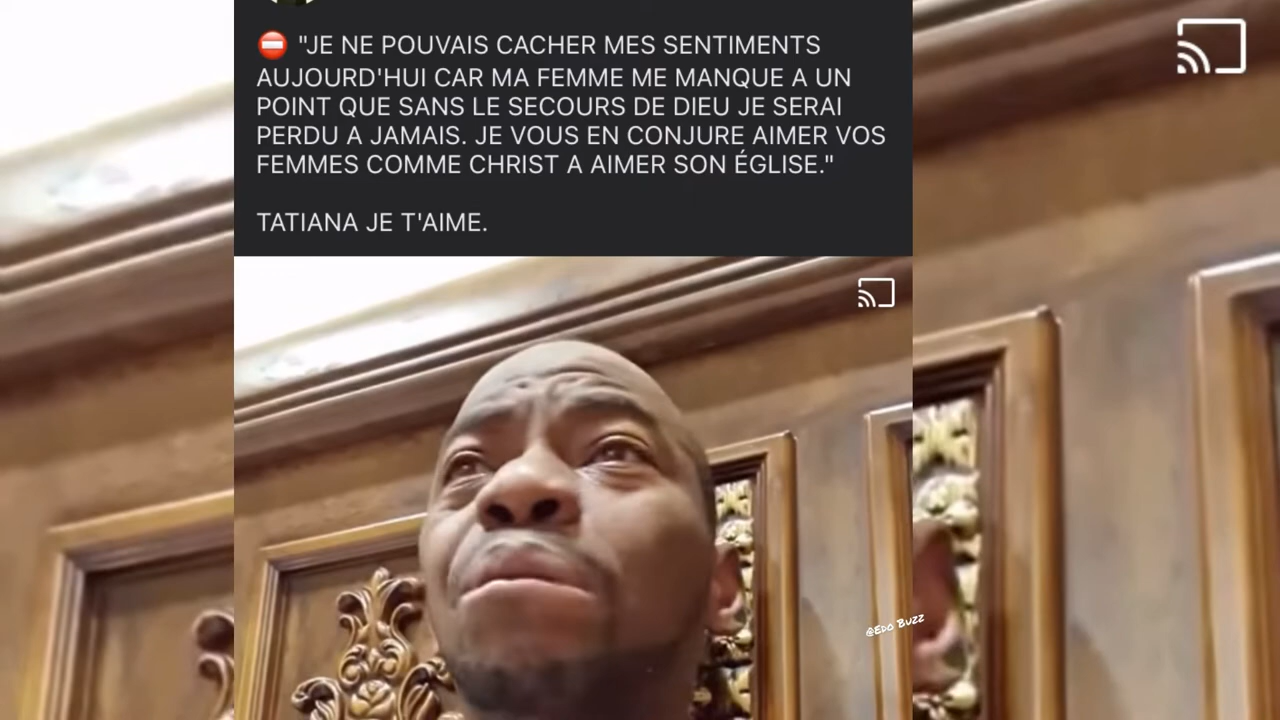 ⛔ "JE NE POUVAIS CACHER MES SENTIMENTS
AUJOURD'HUI CAR MA FEMME ME MANQUE A UN
POINT QUE SANS LE SECOURS DE DIEU JE SERAI
PERDU A JAMAIS. JE VOUS EN CONJURE AIMER VOS
FEMMES COMME CHRIST A AIMER SON ÉGLISE."
TATIANA JE T'AIME.
@EDO BUZZ